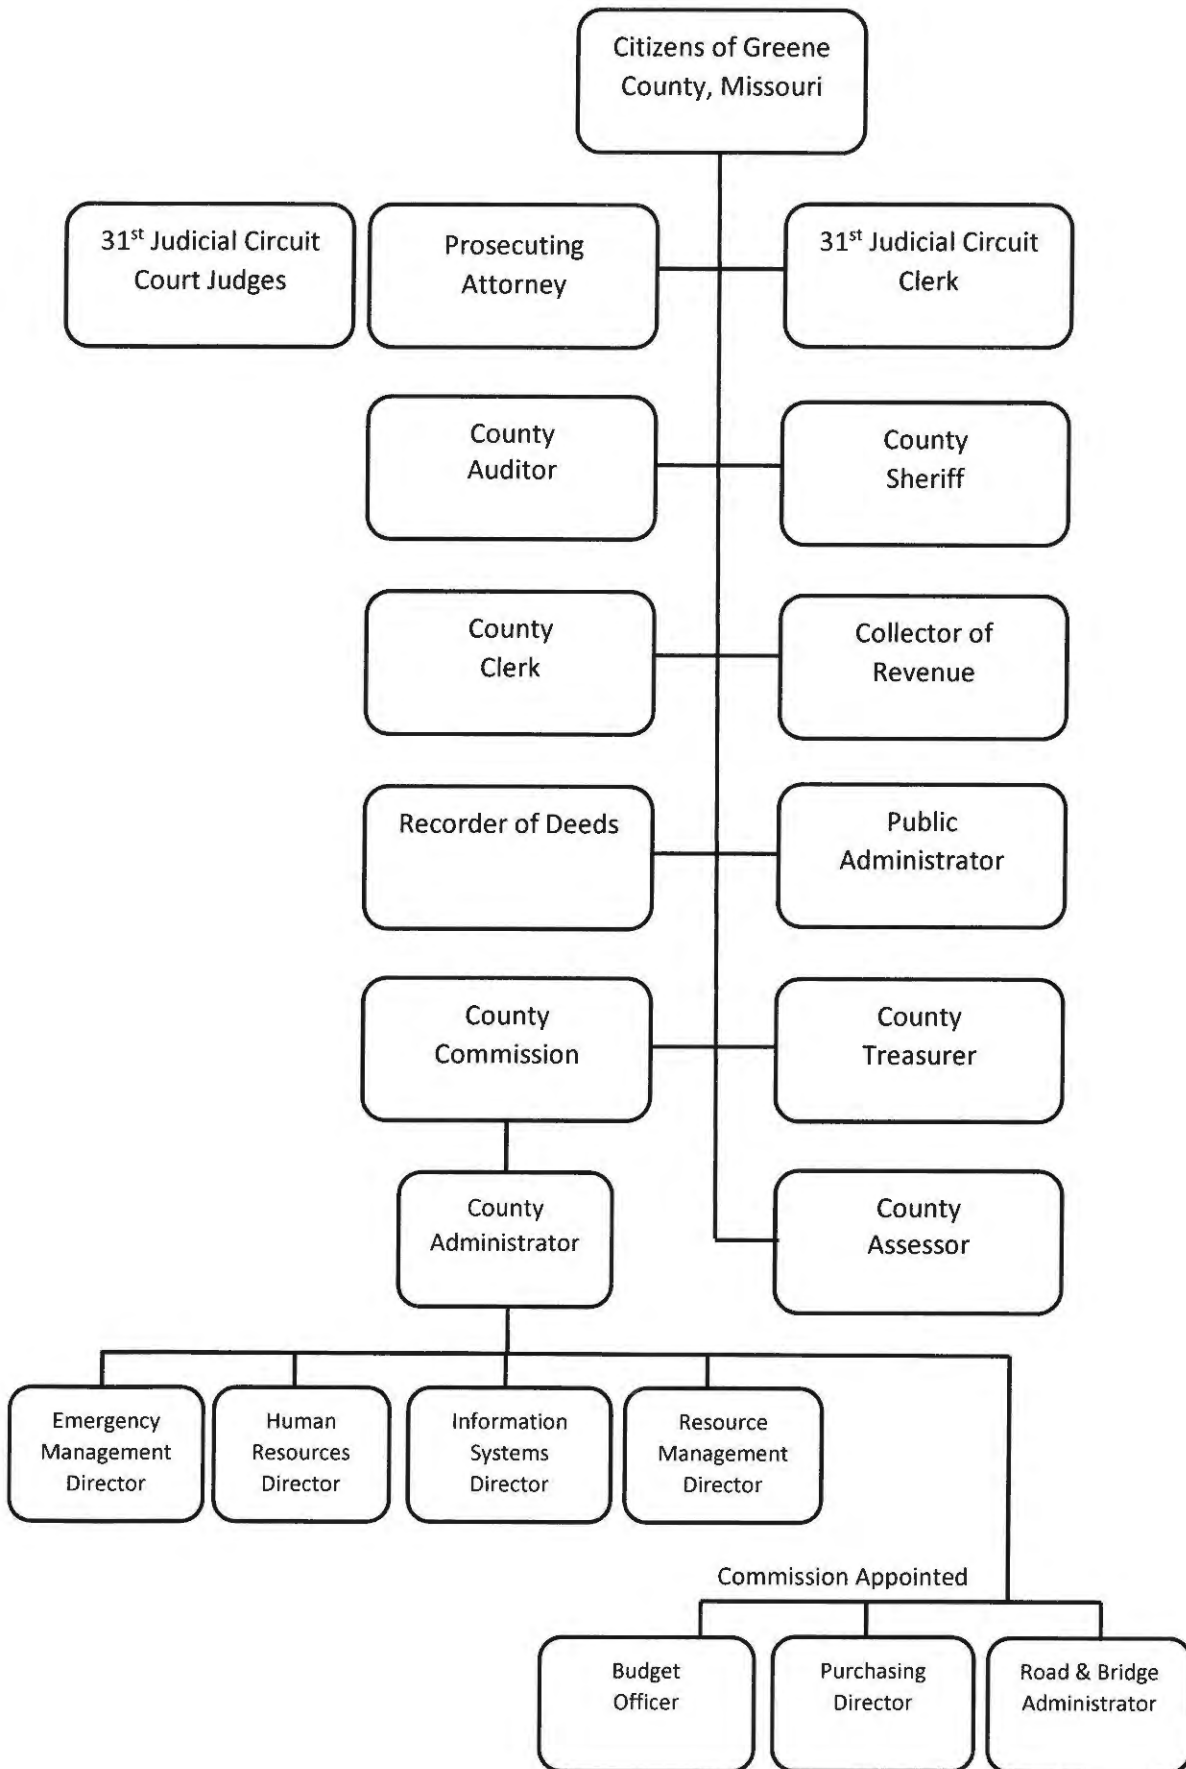 Citizens of Greene
County, Missouri
31st Judicial Circuit
Court Judges
Prosecuting
Attorney
31st Judicial Circuit
Clerk
County
Auditor
County
Sheriff
County
Clerk
Collector of
Revenue
Recorder of Deeds
Public
Administrator
County
Commission
County
Treasurer
County
Administrator
County
Assessor
Emergency
Management
Director
Human
Resources
Director
Information
Systems
Director
Resource
Management
Director
Commission Appointed
Budget
Officer
Purchasing
Director
Road & Bridge
Administrator